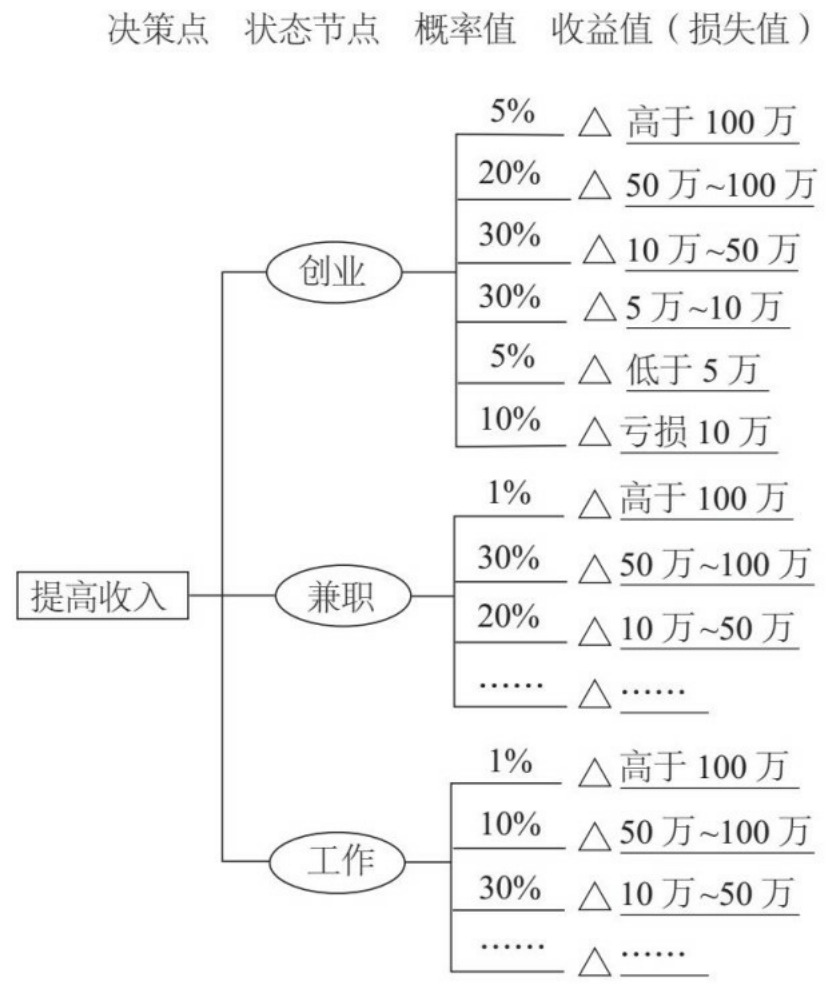 决策点 状态节点 概率值 收益值（损失值）
5% △ 高于 100 万
20% △ 50 万~100 万
30% △ 10 万~50 万
30% △ 5 万~10 万
5% △ 低于 5 万
10% △ 亏损 10 万
创业
1% △ 高于 100 万
30% △ 50 万~100 万
20% △ 10 万~50 万
…… △ ……
提高收入
兼职
1% △ 高于 100 万
10% △ 50 万~100 万
30% △ 10 万~50 万
…… △ ……
工作